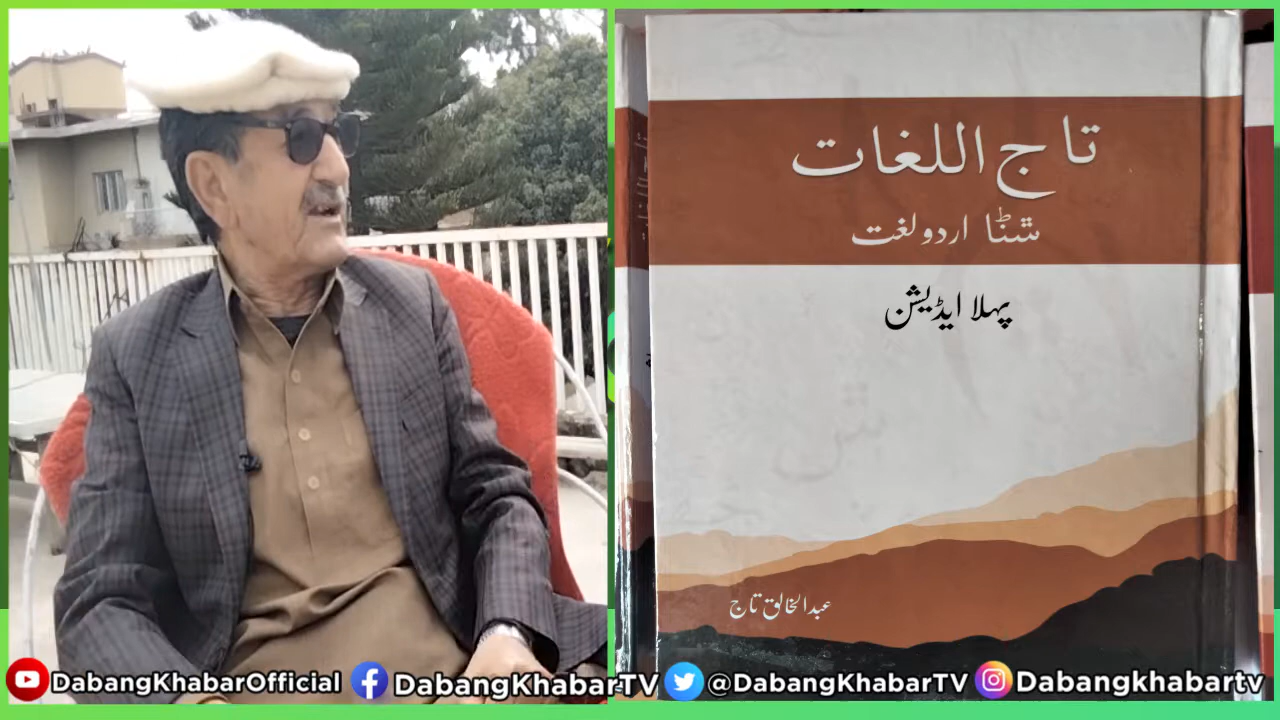 تاج اللغات
شنا اردو لغت
پہلا ایڈیشن
عبدالخالق تاج
DabangKhabarOfficial DabangKhabarTV @DabangKhabarTV Dabangkhabartv